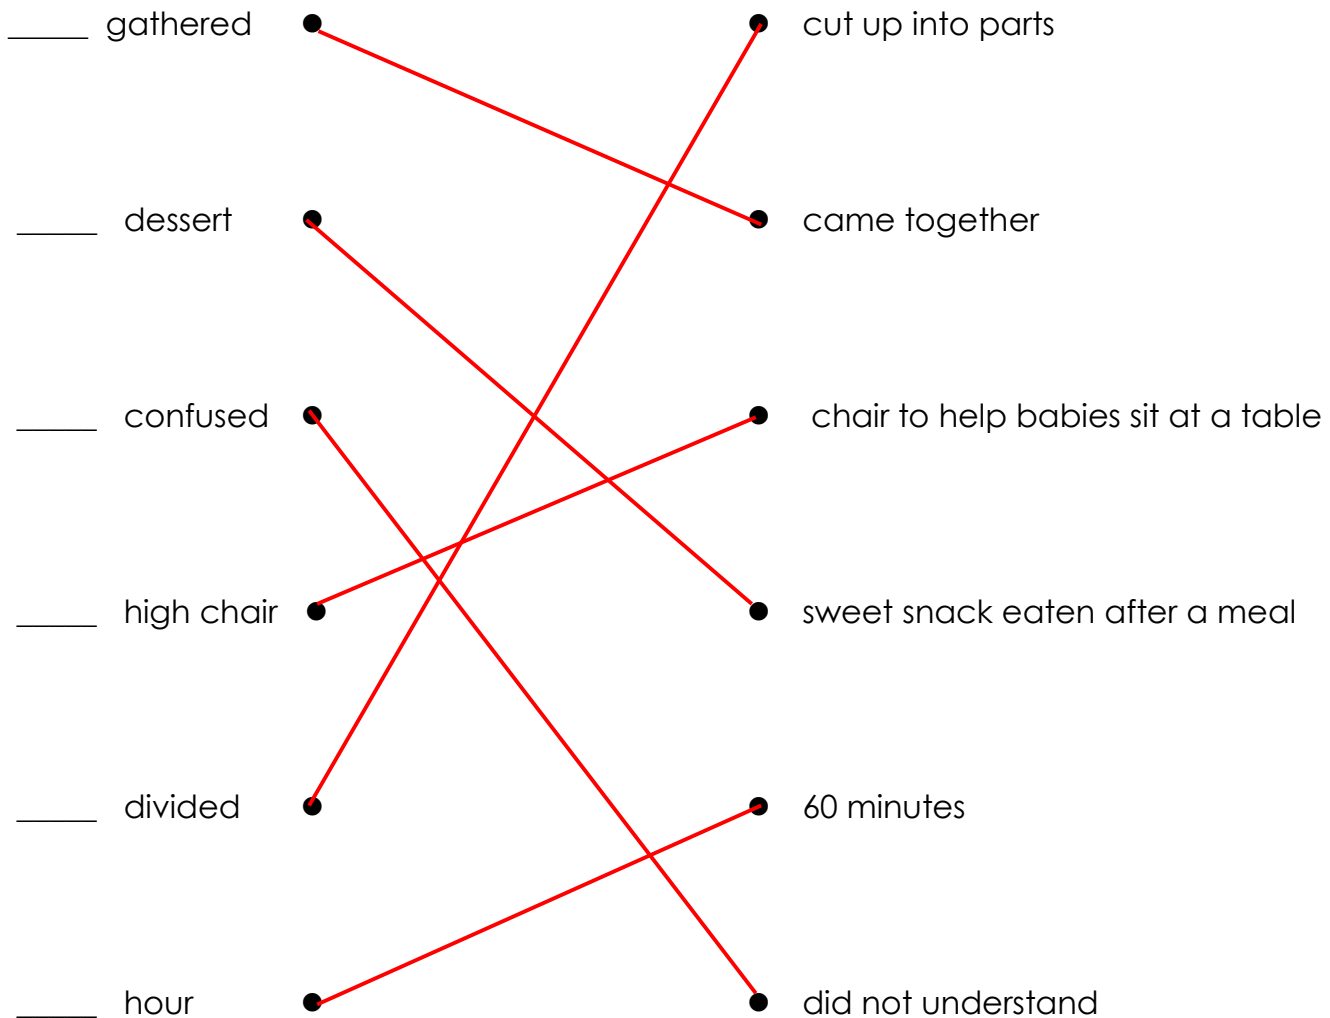 _____ gathered cut up into parts
_____ dessert came together
_____ confused chair to help babies sit at a table
_____ high chair sweet snack eaten after a meal
_____ divided 60 minutes
_____ hour did not understand